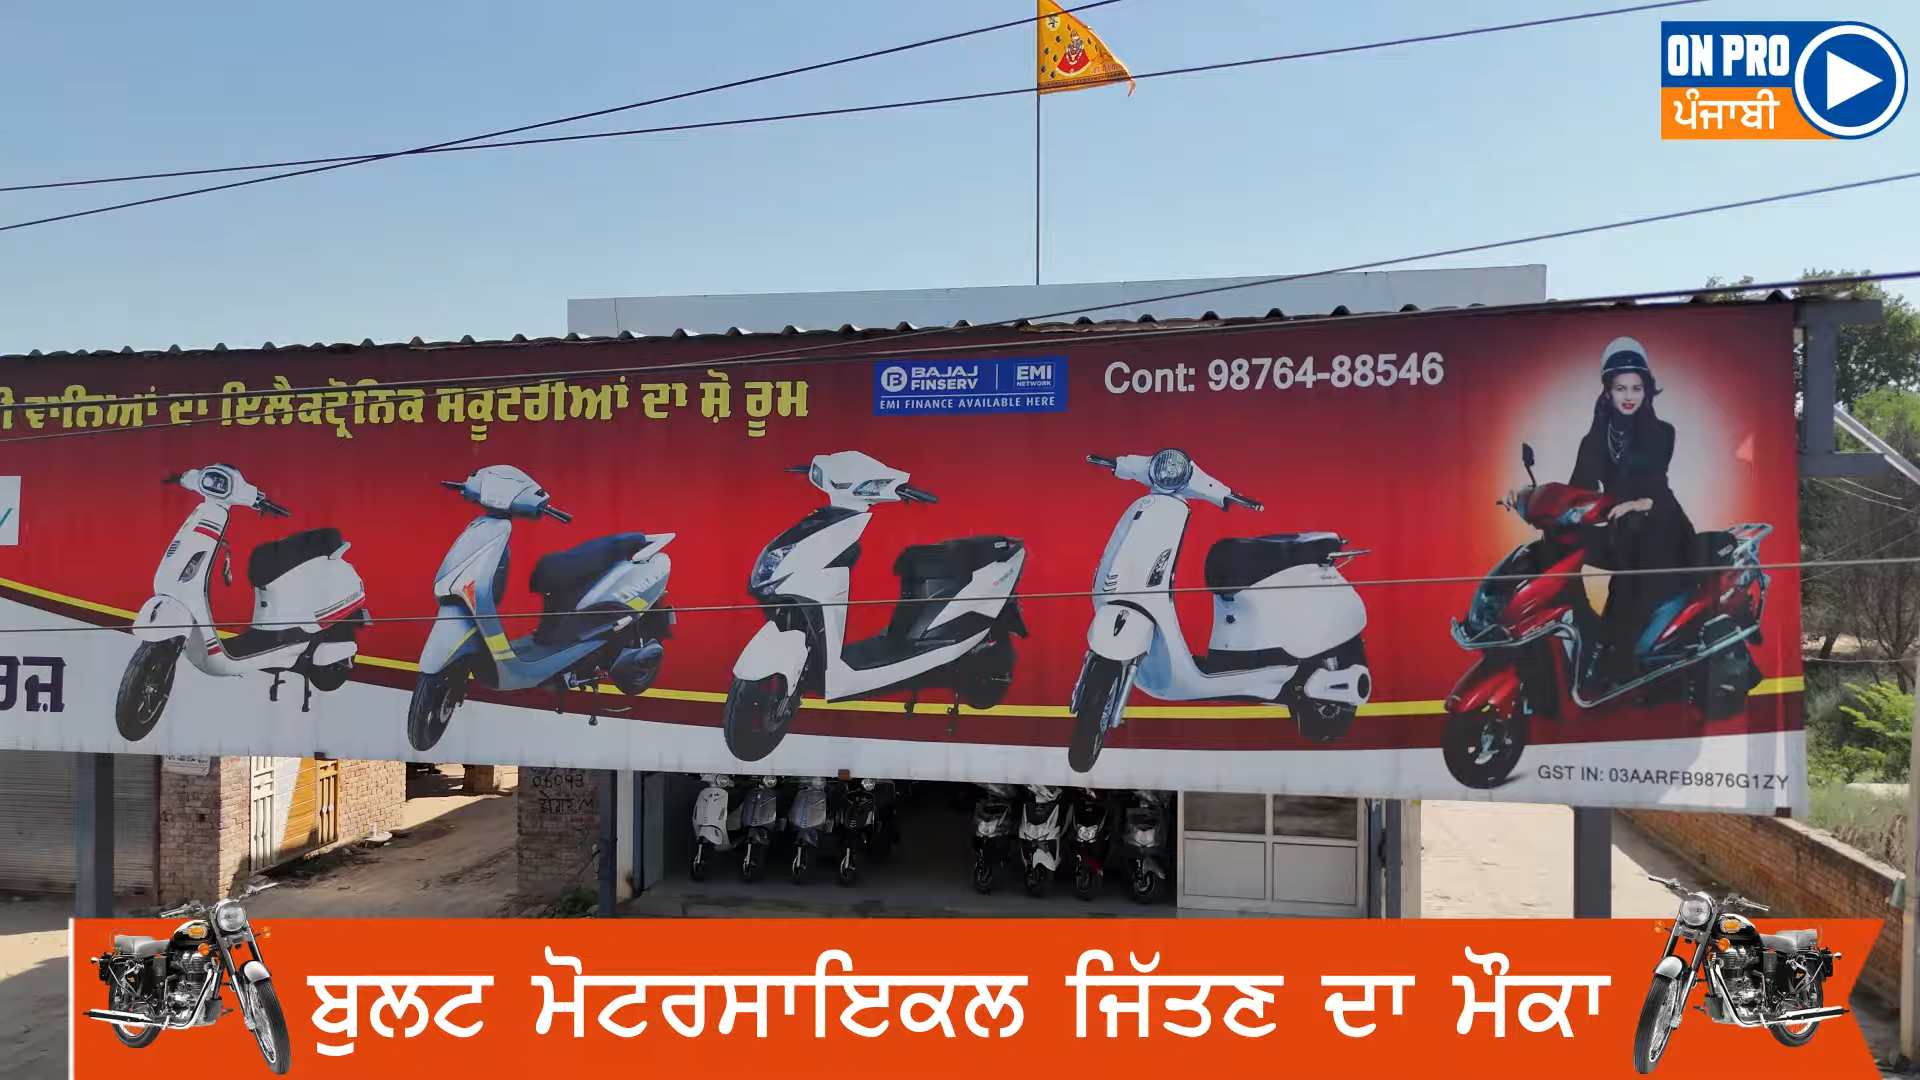 ON PRO
ਪੰਜਾਬੀ
ਵਾਲਿਆਂ ਦਾ ਇਲੈਕਟ੍ਰੋਨਿਕ ਸਕੂਟਰੀਆਂ ਦਾ ਸ਼ੋ ਰੂਮ
BAJAJ FINSERV
EMI NETWORK
EMI FINANCE AVAILABLE HERE
Cont: 98764-88546
GST IN: 03AARFB9876G1ZY
06093
ਬੁਲਟ ਮੋਟਰਸਾਇਕਲ ਜਿੱਤਣ ਦਾ ਮੌਕਾ